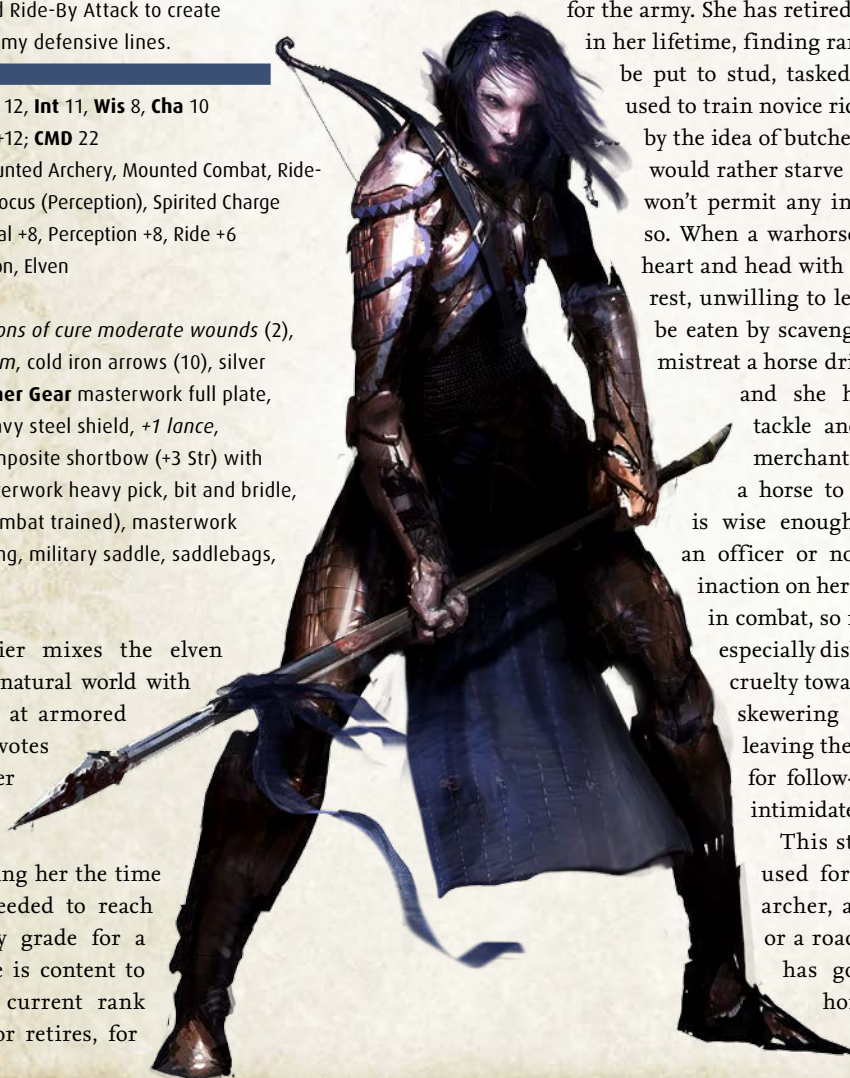 d Ride-By Attack to create
my defensive lines.
12, Int 11, Wis 8, Cha 10
+12; CMD 22
unted Archery, Mounted Combat, Ride-
ocus (Perception), Spirited Charge
al +8, Perception +8, Ride +6
on, Elven
ons of cure moderate wounds (2),
m, cold iron arrows (10), silver
her Gear masterwork full plate,
avy steel shield, +1 lance,
mposite shortbow (+3 Str) with
terwork heavy pick, bit and bridle,
mbat trained), masterwork
ng, military saddle, saddlebags,
ier mixes the elven
natural world with
at armored
votes
er
ing her the time
eeded to reach
y grade for a
e is content to
current rank
or retires, for
for the army. She has retired
in her lifetime, finding ran
be put to stud, tasked
used to train novice ric
by the idea of butche
would rather starve
won't permit any in
so. When a warhorse
heart and head with
rest, unwilling to le
be eaten by scaveng
mistreat a horse dri
and she h
tackle and
merchant
a horse to
is wise enough
an officer or no
inaction on her
in combat, so
especially dis
cruelty towa
skewering
leaving the
for follow-
intimidate
This st
used for
archer, a
or a road
has go
hor